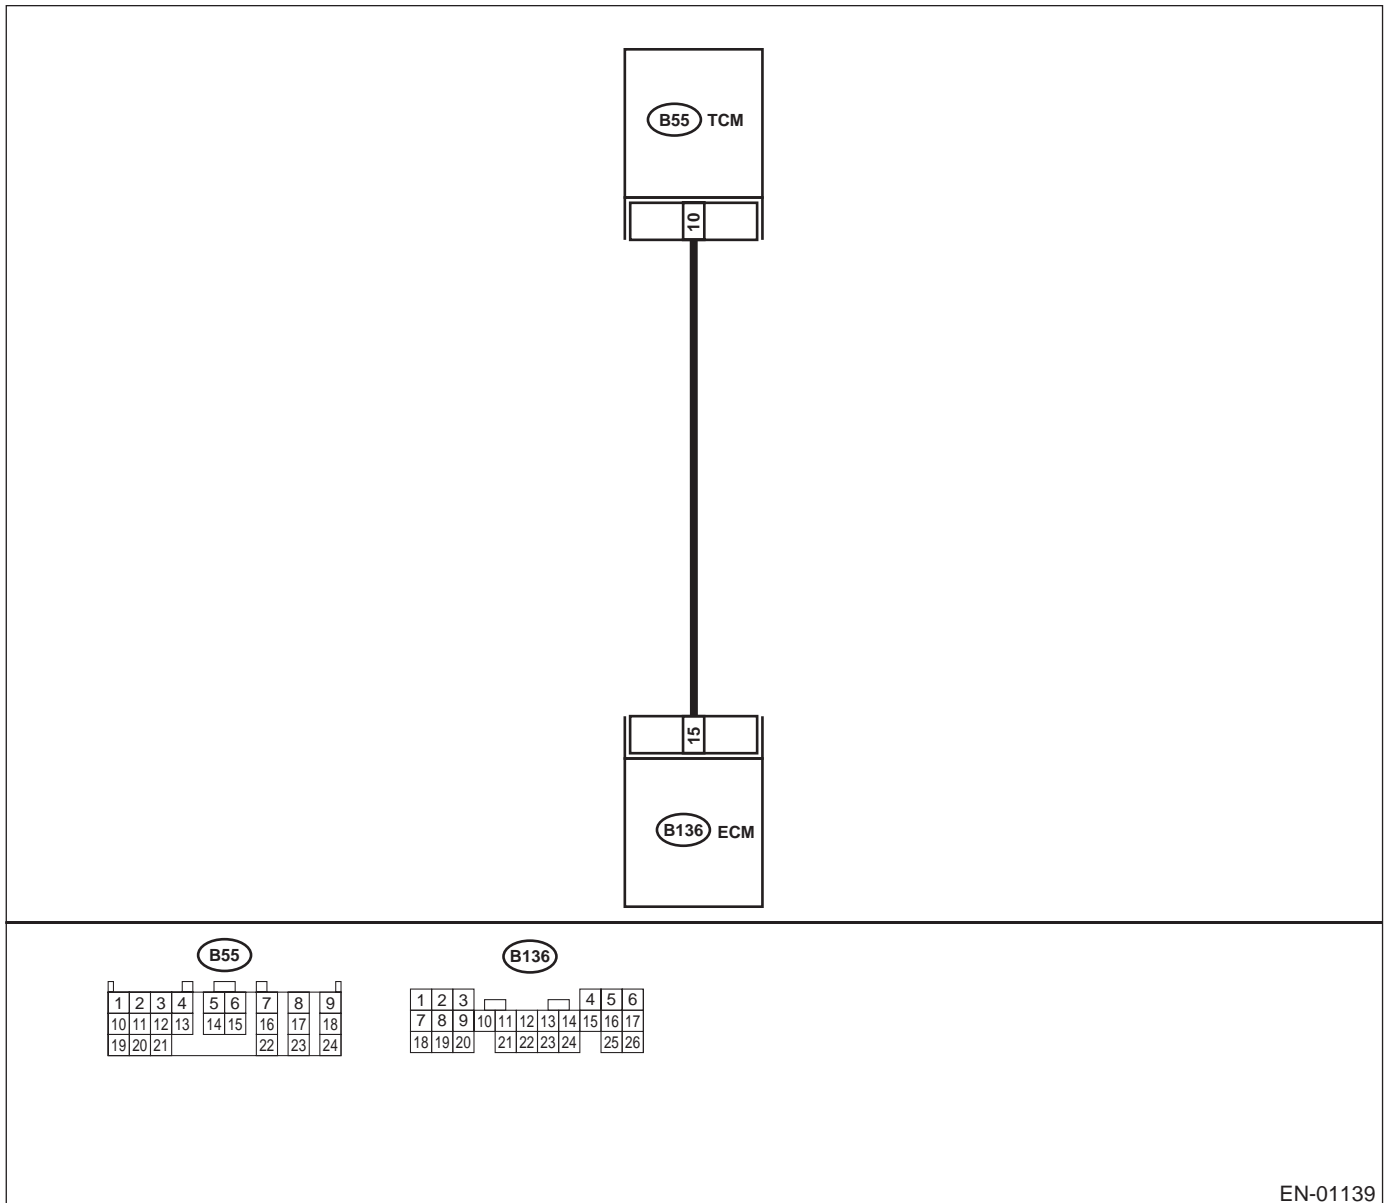 B55 TCM
10
15
B136 ECM
B55
B136
1 2 3 4 5 6 7 8 9
10 11 12 13 14 15 16 17 18
19 20 21 22 23 24
1 2 3 4 5 6
7 8 9 10 11 12 13 14 15 16 17
18 19 20 21 22 23 24 25 26
EN-01139